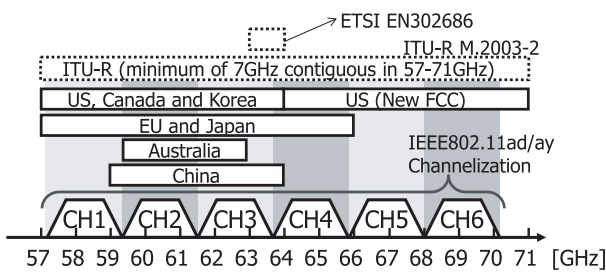 ETSI EN302686
ITU-R M.2003-2
ITU-R (minimum of 7GHz contiguous in 57-71GHz)
US, Canada and Korea
US (New FCC)
EU and Japan
Australia
China
IEEE802.11ad/ay
Channelization
CH1 CH2 CH3 CH4 CH5 CH6
57 58 59 60 61 62 63 64 65 66 67 68 69 70 71 [GHz]